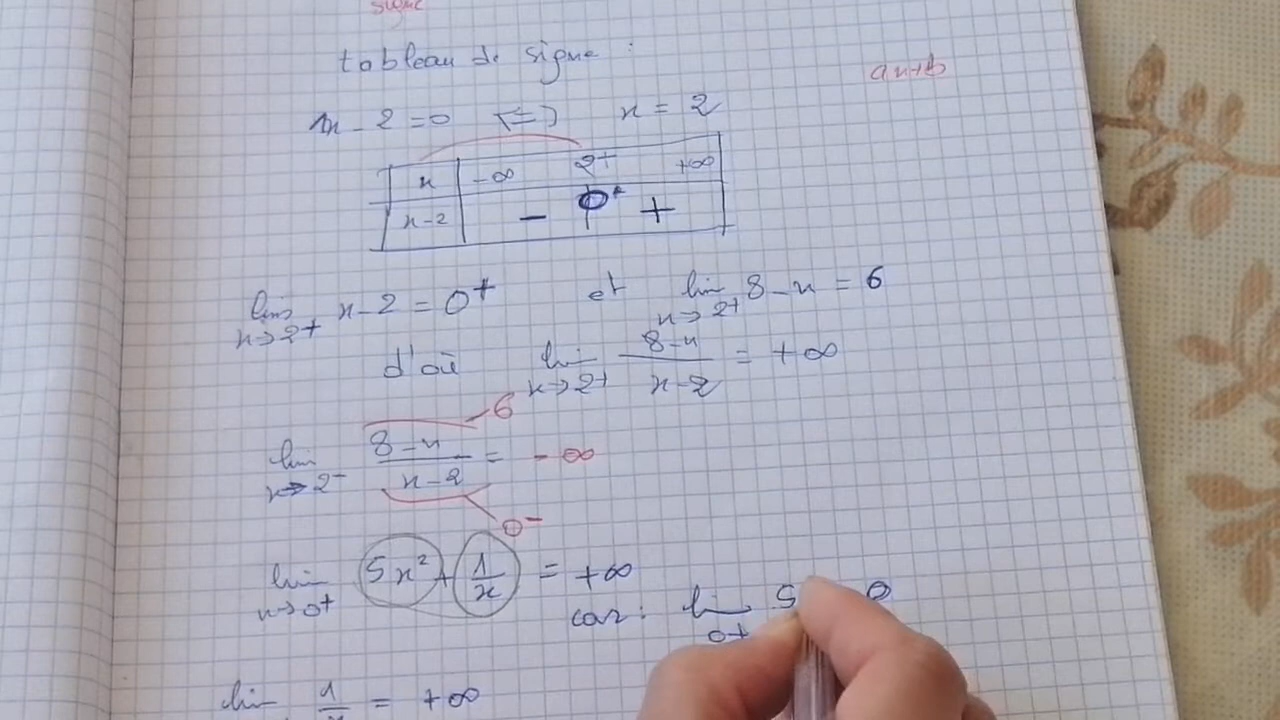 signe
tableau de signe :
ax+b
x - 2 = 0 <=> x = 2
x -∞ 2+ +∞
x-2 - 0+ +
lim x→2+ x-2 = 0+ et lim x→2+ 8-x = 6
d'où lim x→2+ 8-x / x-2 = +∞
6
lim x→2- 8-x / x-2 = -∞
0-
lim x→0+ 5x² + 1/x = +∞
car : lim 0+ 5 0
lim 1/x = +∞